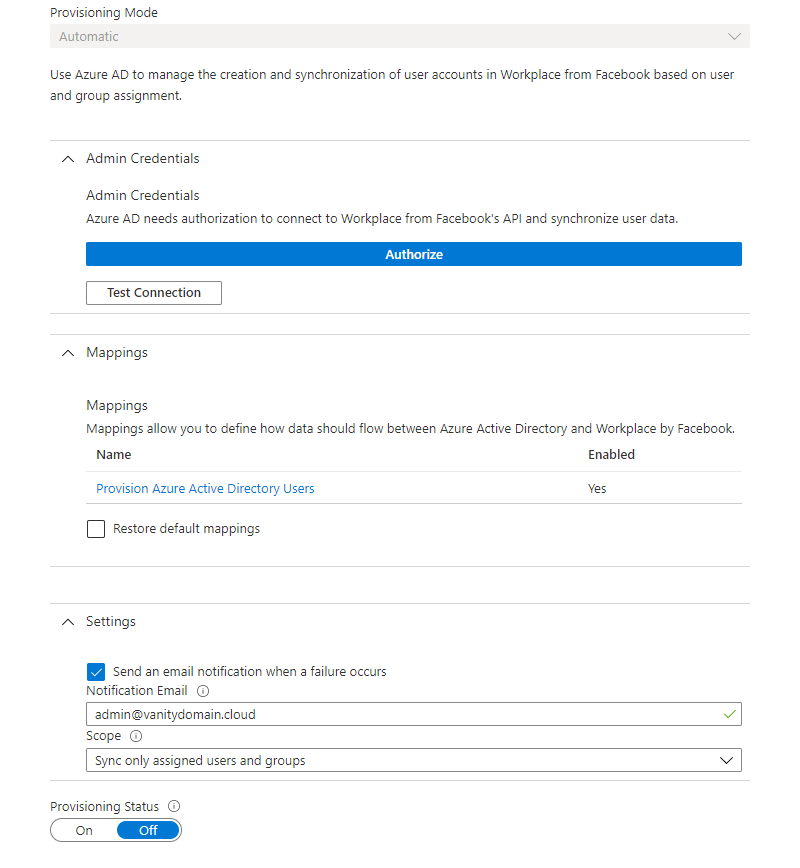 Provisioning Mode
Automatic
Use Azure AD to manage the creation and synchronization of user accounts in Workplace from Facebook based on user
and group assignment.
Admin Credentials
Admin Credentials
Azure AD needs authorization to connect to Workplace from Facebook's API and synchronize user data.
Authorize
Test Connection
Mappings
Mappings
Mappings allow you to define how data should flow between Azure Active Directory and Workplace by Facebook.
Name Enabled
Provision Azure Active Directory Users Yes
Restore default mappings
Settings
Send an email notification when a failure occurs
Notification Email
admin@vanitydomain.cloud
Scope
Sync only assigned users and groups
Provisioning Status
On Off